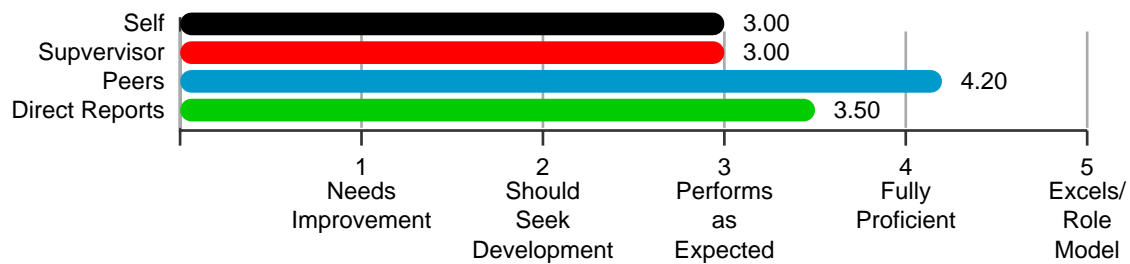 Self 3.00
Supvervisor 3.00
Peers 4.20
Direct Reports 3.50
1 2 3 4 5
Needs Should Performs Fully Excels/
Improvement Seek as Proficient Role
Development Expected Model